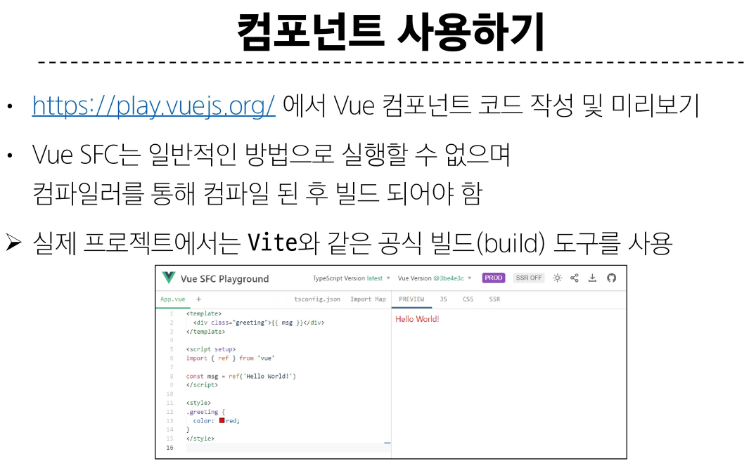 컴포넌트 사용하기
• https://play.vuejs.org/ 에서 Vue 컴포넌트 코드 작성 및 미리보기
• Vue SFC는 일반적인 방법으로 실행할 수 없으며
컴파일러를 통해 컴파일 된 후 빌드 되어야 함
➢ 실제 프로젝트에서는 Vite와 같은 공식 빌드(build) 도구를 사용
Vue SFC Playground TypeScript Version latest Vue Version @3be4e3c PROD SSR OFF
App.vue + tsconfig.json Import Map PREVIEW JS CSS SSR
Hello World!
1 <template>
2 <div class="greeting">{{ msg }}</div>
3 </template>
4
5 <script setup>
6 import { ref } from 'vue'
7
8 const msg = ref('Hello World!')
9 </script>
10
11 <style>
12 .greeting {
13 color: red;
14 }
15 </style>
16